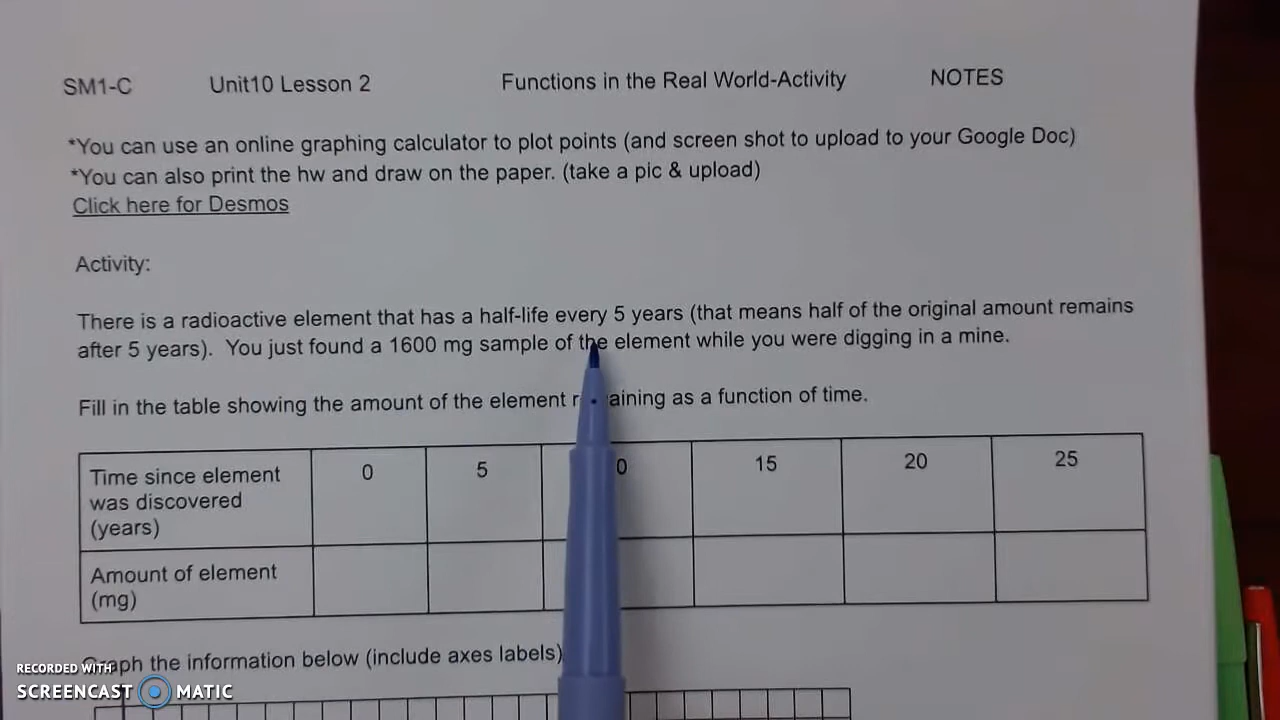 SM1-C Unit10 Lesson 2 Functions in the Real World-Activity NOTES
*You can use an online graphing calculator to plot points (and screen shot to upload to your Google Doc)
*You can also print the hw and draw on the paper. (take a pic & upload)
Click here for Desmos
Activity:
There is a radioactive element that has a half-life every 5 years (that means half of the original amount remains
after 5 years). You just found a 1600 mg sample of the element while you were digging in a mine.
Fill in the table showing the amount of the element remaining as a function of time.
Time since element was discovered (years) 0 5 15 20 25
Amount of element (mg)
Graph the information below (include axes labels)
RECORDED WITH
SCREENCAST MATIC